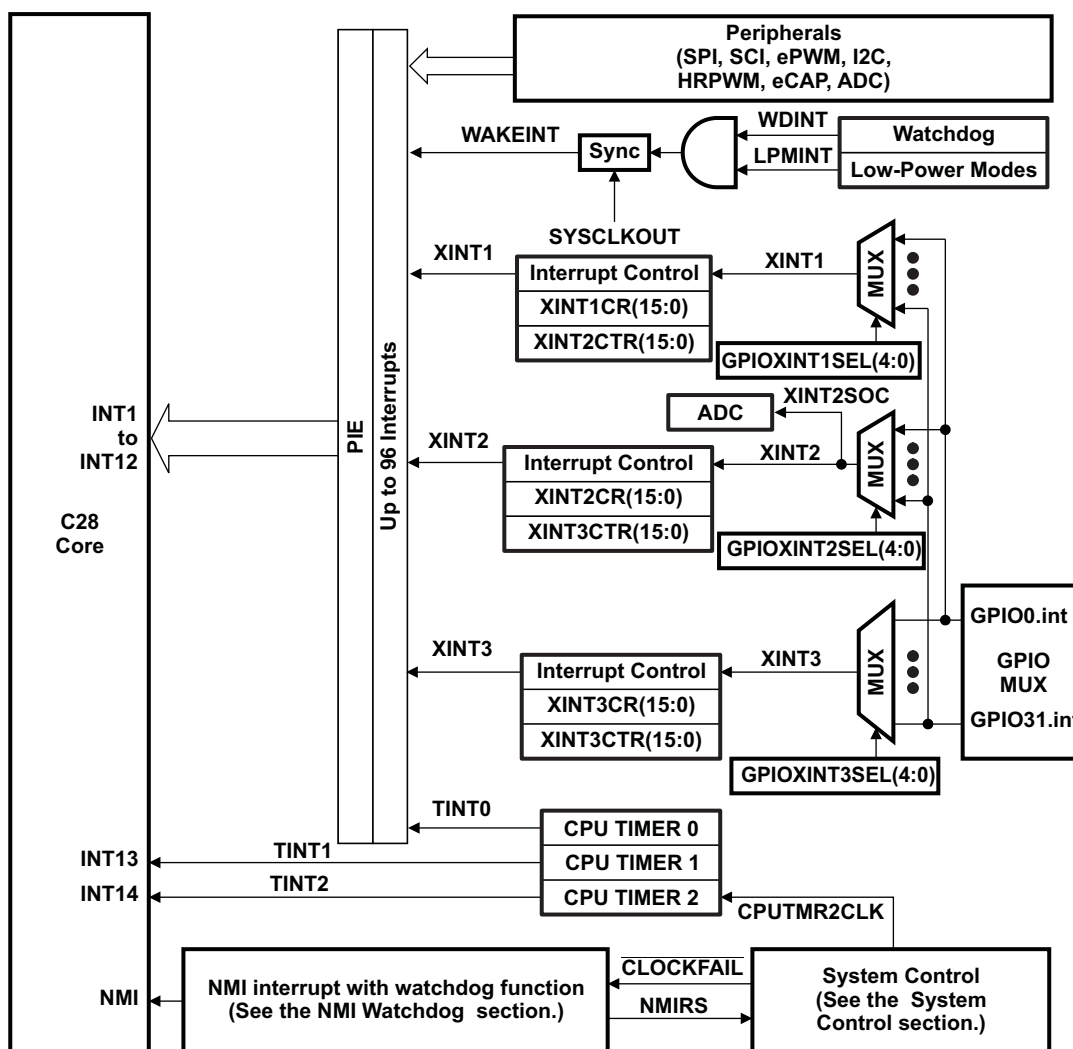 Peripherals
(SPI, SCI, ePWM, I2C,
HRPWM, eCAP, ADC)
WDINT
WAKEINT
Sync
Watchdog
LPMINT
Low-Power Modes
SYSCLKOUT
XINT1
Interrupt Control
XINT1CR(15:0)
XINT2CTR(15:0)
XINT1
MUX
GPIOXINT1SEL(4:0)
PIE
Up to 96 Interrupts
INT1
to
INT12
C28
Core
ADC
XINT2SOC
XINT2
Interrupt Control
XINT2CR(15:0)
XINT3CTR(15:0)
XINT2
MUX
GPIOXINT2SEL(4:0)
XINT3
Interrupt Control
XINT3CR(15:0)
XINT3CTR(15:0)
XINT3
MUX
GPIOXINT3SEL(4:0)
GPIO0.int
GPIO
MUX
GPIO31.int
TINT0
CPU TIMER 0
INT13
TINT1
CPU TIMER 1
INT14
TINT2
CPU TIMER 2
CPUTMR2CLK
NMI
NMI interrupt with watchdog function
(See the NMI Watchdog section.)
CLOCKFAIL
NMIRS
System Control
(See the System
Control section.)